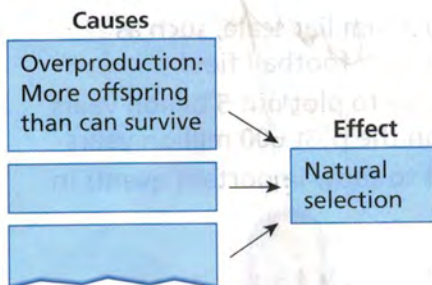 Causes
Overproduction:
More offspring
than can survive
Effect
Natural
selection